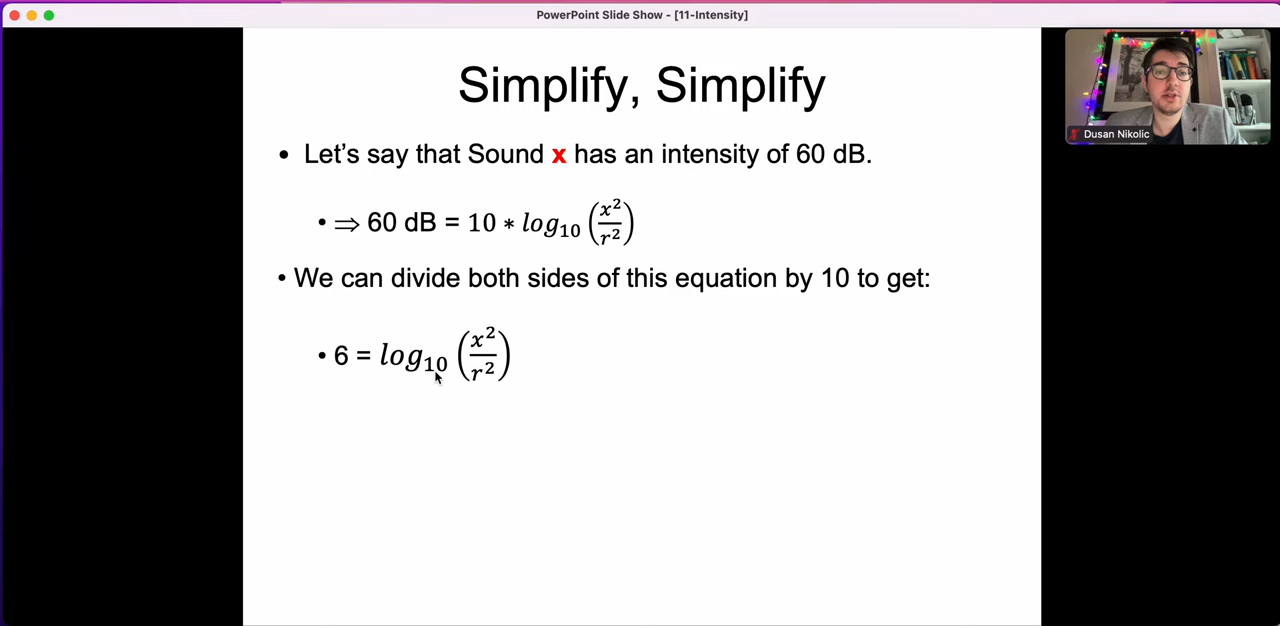 PowerPoint Slide Show - [11-Intensity]
Simplify, Simplify
• Let’s say that Sound x has an intensity of 60 dB.
• ⇒ 60 dB = 10 ∗ log₁₀ (x²/r²)
• We can divide both sides of this equation by 10 to get:
• 6 = log₁₀ (x²/r²)
Dusan Nikolic